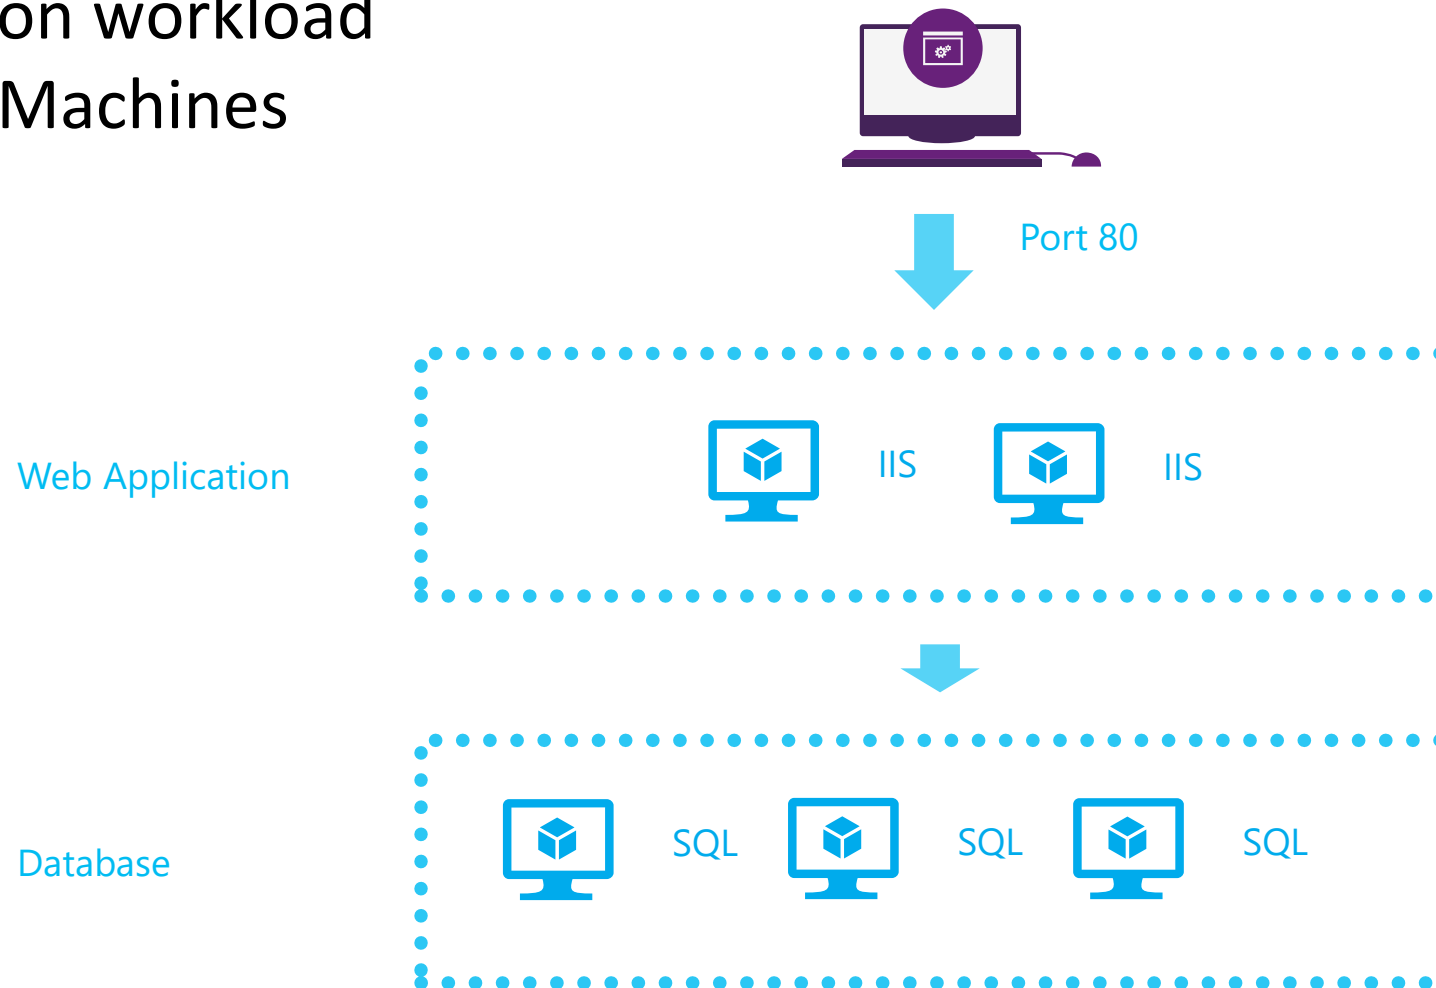 on workload
Machines
Port 80
Web Application
IIS
IIS
Database
SQL
SQL
SQL